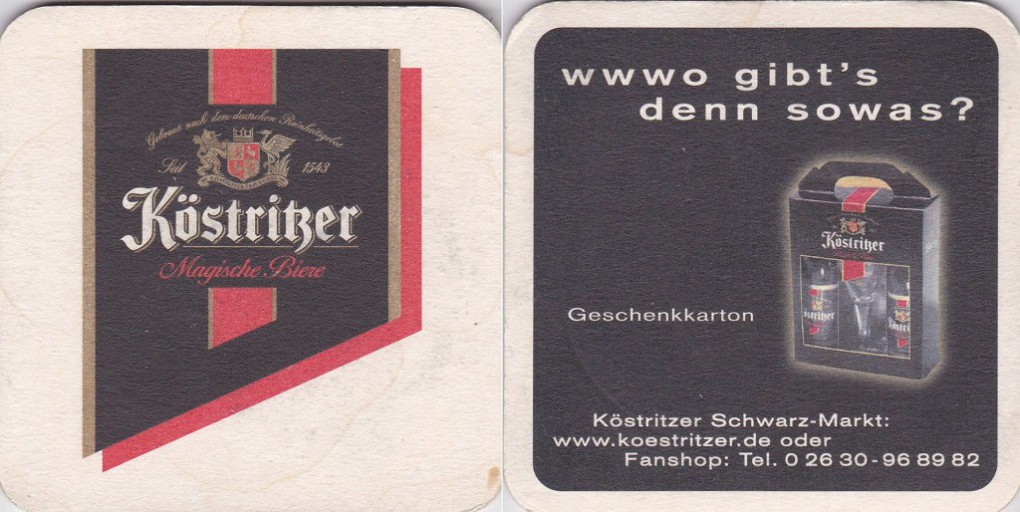 Gebraut nach dem deutschen Reinheitsgebot
Seit 1543
Köstritzer
Magische Biere
wwwo gibt's
denn sowas?
Köstritzer
Köstritzer
Geschenkkarton
Köstritzer Schwarz-Markt:
www.koestritzer.de oder
Fanshop: Tel. 0 26 30-96 89 82